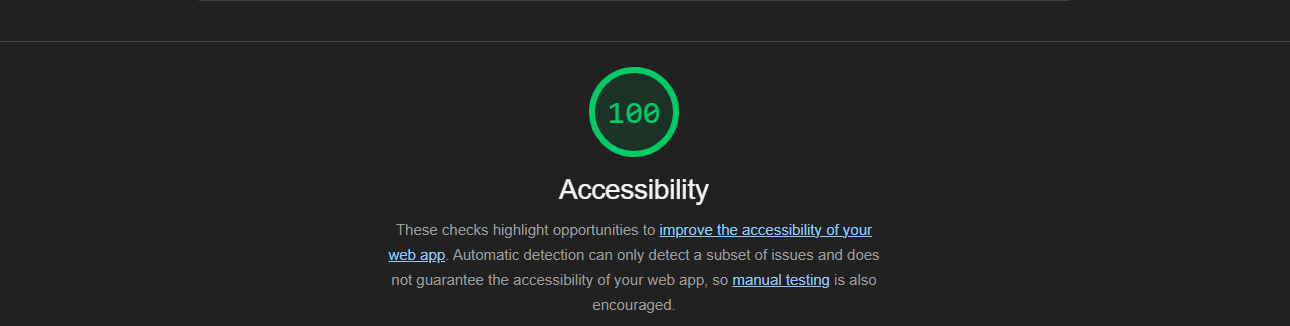 100
Accessibility
These checks highlight opportunities to improve the accessibility of your
web app. Automatic detection can only detect a subset of issues and does
not guarantee the accessibility of your web app, so manual testing is also
encouraged.